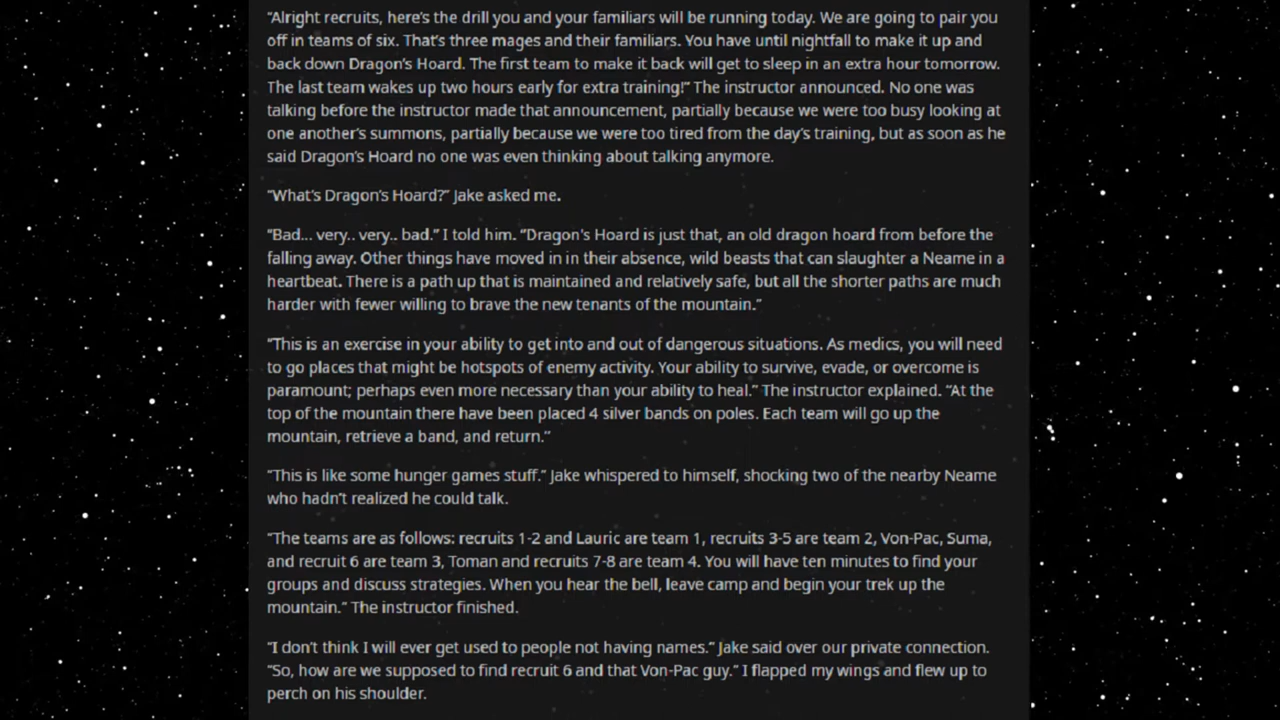 “Alright recruits, here’s the drill you and your familiars will be running today. We are going to pair you
off in teams of six. That’s three mages and their familiars. You have until nightfall to make it up and
back down Dragon’s Hoard. The first team to make it back will get to sleep in an extra hour tomorrow.
The last team wakes up two hours early for extra training!” The instructor announced. No one was
talking before the instructor made that announcement, partially because we were too busy looking at
one another’s summons, partially because we were too tired from the day’s training, but as soon as he
said Dragon’s Hoard no one was even thinking about talking anymore.
“What’s Dragon’s Hoard?” Jake asked me.
“Bad... very.. very.. bad.” I told him. “Dragon’s Hoard is just that, an old dragon hoard from before the
falling away. Other things have moved in in their absence, wild beasts that can slaughter a Neame in a
heartbeat. There is a path up that is maintained and relatively safe, but all the shorter paths are much
harder with fewer willing to brave the new tenants of the mountain.”
“This is an exercise in your ability to get into and out of dangerous situations. As medics, you will need
to go places that might be hotspots of enemy activity. Your ability to survive, evade, or overcome is
paramount; perhaps even more necessary than your ability to heal.” The instructor explained. “At the
top of the mountain there have been placed 4 silver bands on poles. Each team will go up the
mountain, retrieve a band, and return.”
“This is like some hunger games stuff.” Jake whispered to himself, shocking two of the nearby Neame
who hadn’t realized he could talk.
“The teams are as follows: recruits 1-2 and Lauric are team 1, recruits 3-5 are team 2, Von-Pac, Suma,
and recruit 6 are team 3, Toman and recruits 7-8 are team 4. You will have ten minutes to find your
groups and discuss strategies. When you hear the bell, leave camp and begin your trek up the
mountain.” The instructor finished.
“I don’t think I will ever get used to people not having names.” Jake said over our private connection.
“So, how are we supposed to find recruit 6 and that Von-Pac guy.” I flapped my wings and flew up to
perch on his shoulder.